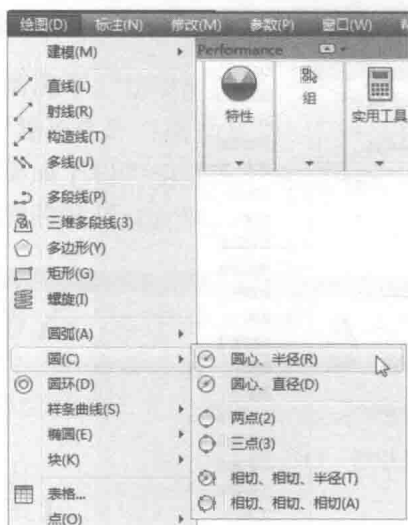 绘图(D) 标注(N) 修改(M) 参数(P) 窗口(W)
建模(M)
Performance
直线(L)
射线(R)
构造线(T)
多线(U)
特性
组
实用工具
多段线(P)
三维多段线(3)
多边形(Y)
矩形(G)
螺旋(I)
圆弧(A)
圆(C)
圆环(D)
样条曲线(S)
椭圆(E)
块(K)
表格...
点(O)
圆心、半径(R)
圆心、直径(D)
两点(2)
三点(3)
相切、相切、半径(T)
相切、相切、相切(A)